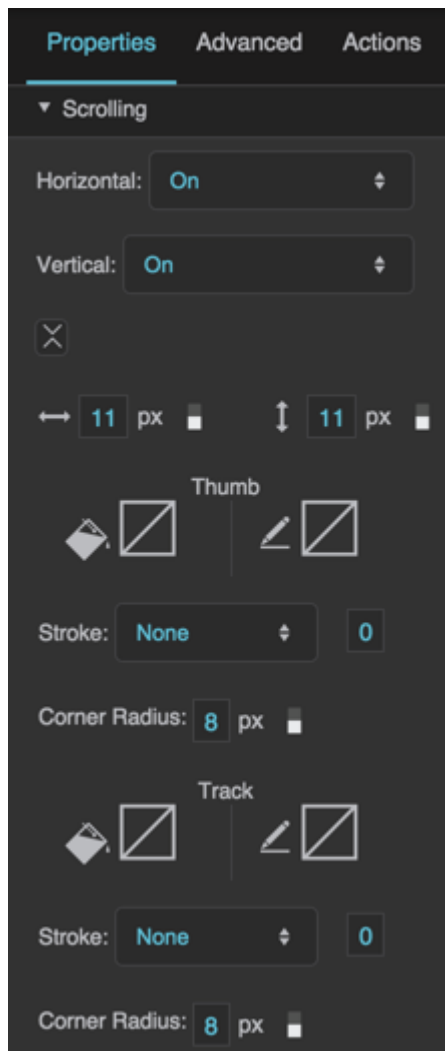 Properties Advanced Actions
Scrolling
Horizontal: On
Vertical: On
11 px 11 px
Thumb
Stroke: None 0
Corner Radius: 8 px
Track
Stroke: None 0
Corner Radius: 8 px